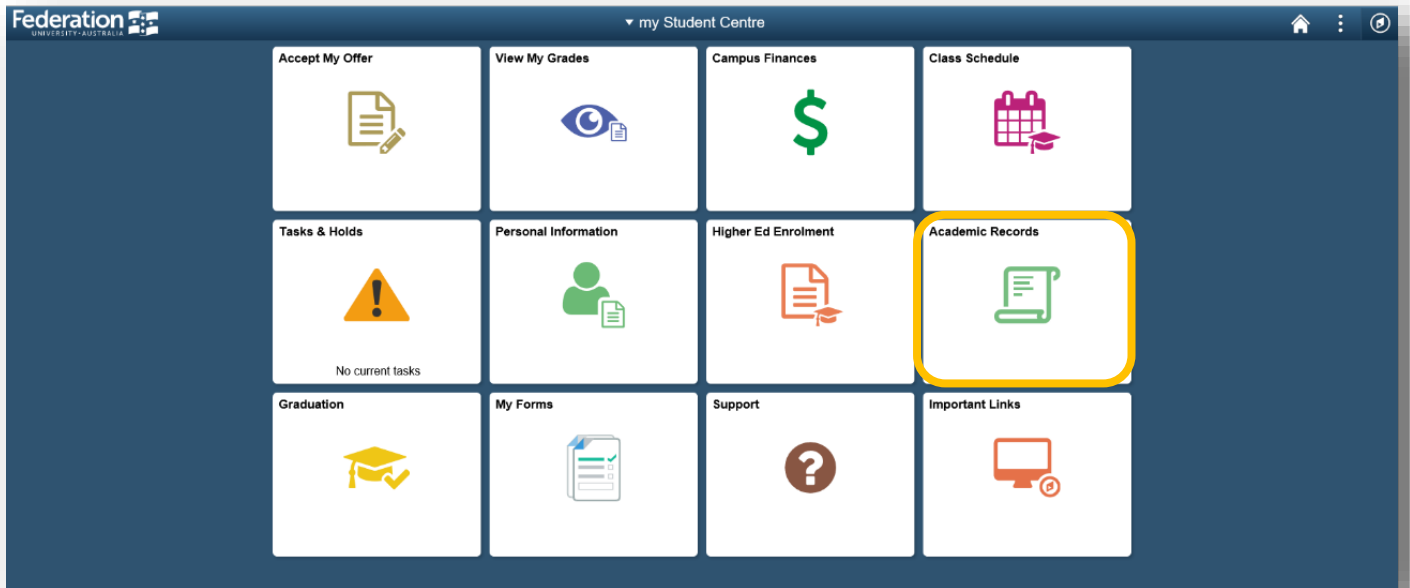 Federation
UNIVERSITY·AUSTRALIA
my Student Centre
Accept My Offer
View My Grades
Campus Finances
$
Class Schedule
Tasks & Holds
!
No current tasks
Personal Information
Higher Ed Enrolment
Academic Records
Graduation
My Forms
Support
?
Important Links